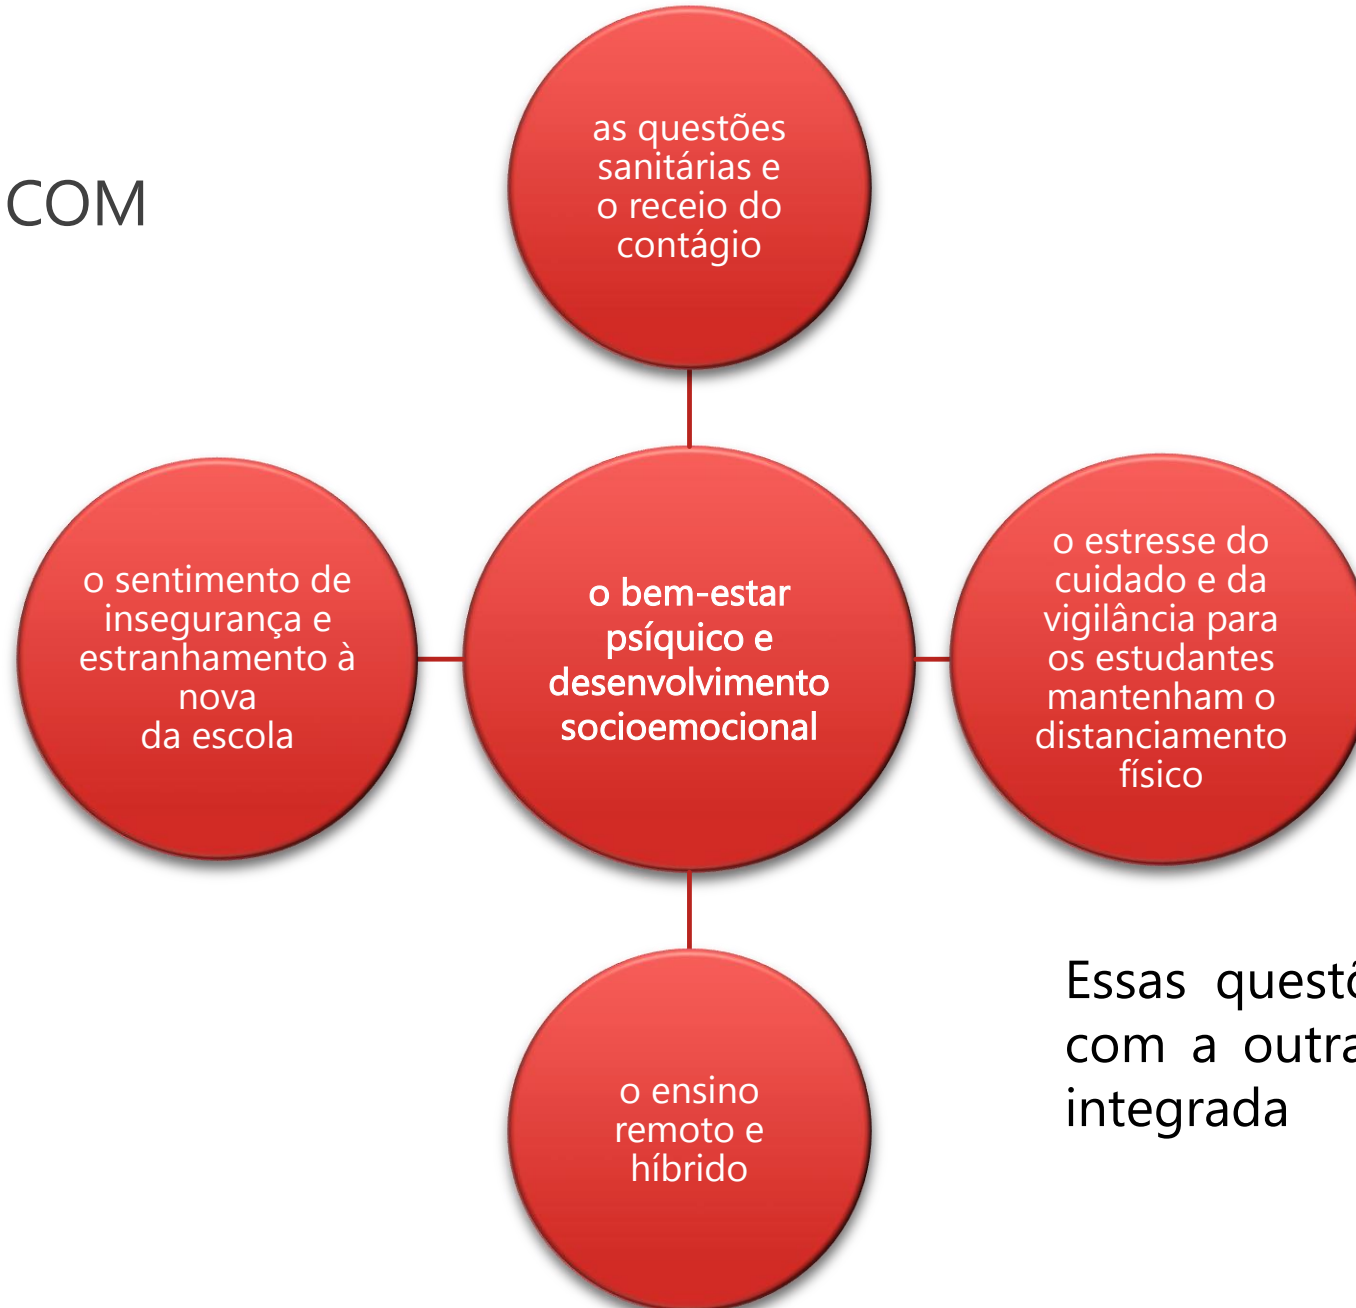 COM
as questões
sanitárias e
o receio do
contágio
o sentimento de
insegurança e
estranhamento à
nova
da escola
o bem-estar
psíquico e
desenvolvimento
socioemocional
o estresse do
cuidado e da
vigilância para
os estudantes
mantenham o
distanciamento
físico
o ensino
remoto e
híbrido
Essas
com a outra
integrada